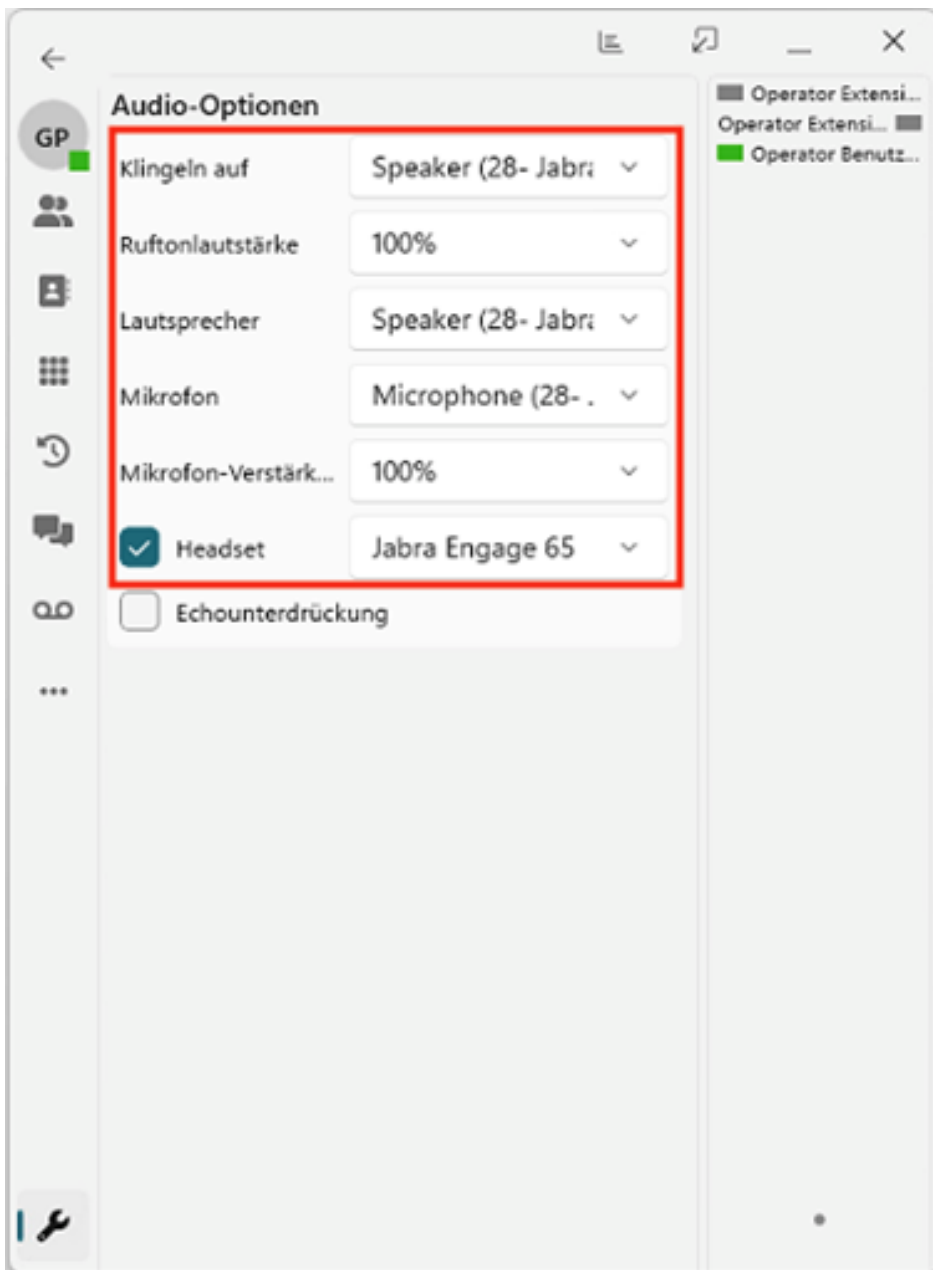 Audio-Optionen
GP
Klingeln auf Speaker (28- Jabra
Ruftonlautstärke 100%
Lautsprecher Speaker (28- Jabra
Mikrofon Microphone (28- .
Mikrofon-Verstärk... 100%
Headset Jabra Engage 65
Echounterdrückung
Operator Extensi...
Operator Extensi...
Operator Benutz...